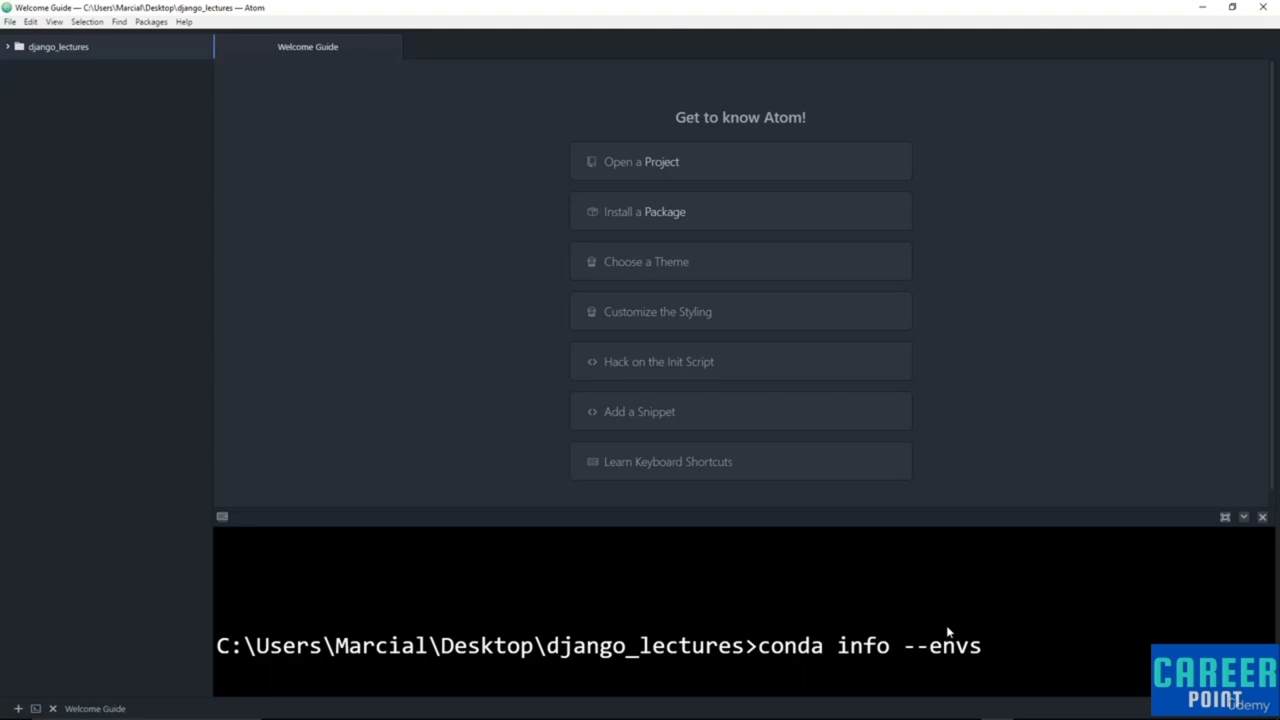 Welcome Guide — C:\Users\Marcial\Desktop\django_lectures — Atom
File Edit View Selection Find Packages Help
django_lectures
Welcome Guide
Get to know Atom!
Open a Project
Install a Package
Choose a Theme
Customize the Styling
Hack on the Init Script
Add a Snippet
Learn Keyboard Shortcuts
C:\Users\Marcial\Desktop\django_lectures>conda info --envs
CAREER
POINT
Udemy
Welcome Guide